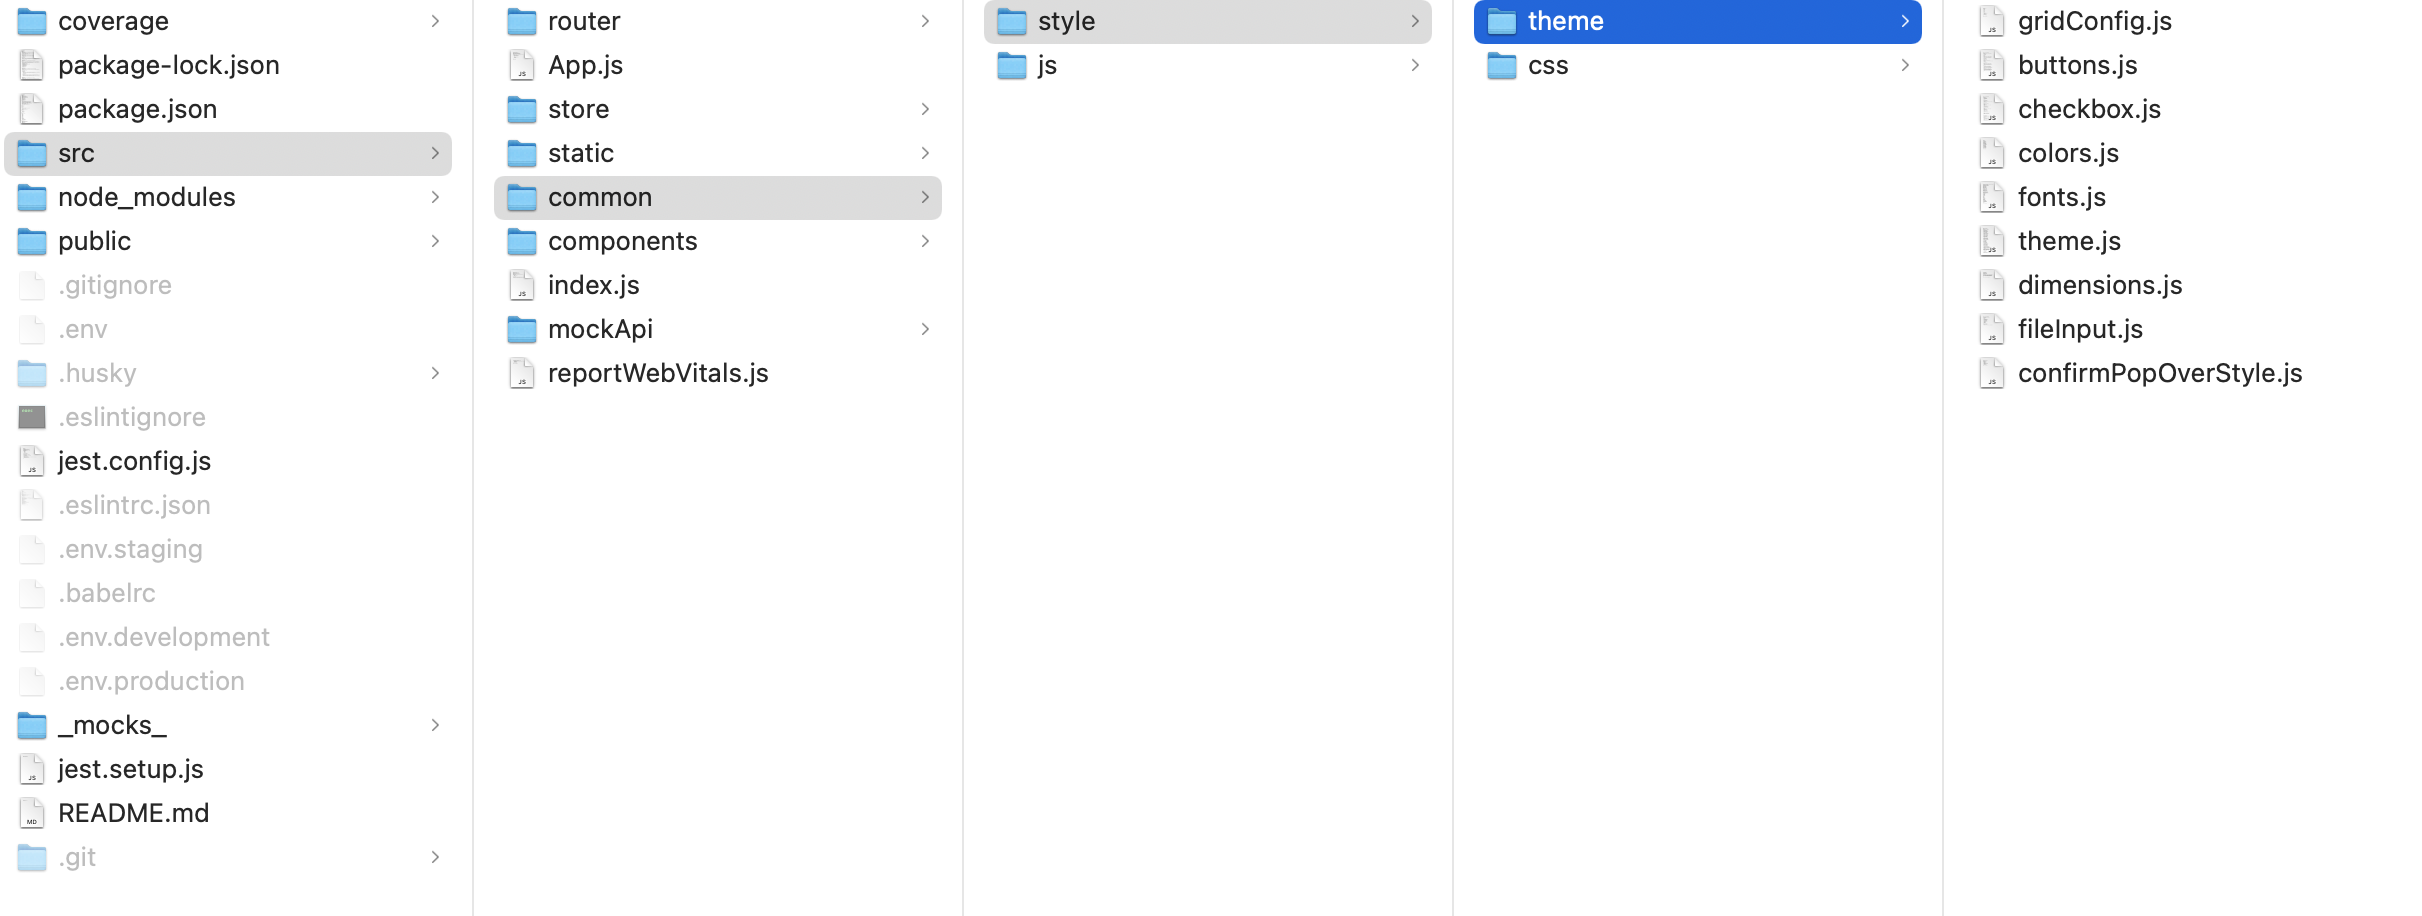 coverage
package-lock.json
package.json
src
node_modules
public
.gitignore
.env
.husky
.eslintignore
jest.config.js
.eslintrc.json
.env.staging
.babelrc
.env.development
.env.production
_mocks_
jest.setup.js
README.md
.git
router
App.js
store
static
common
components
index.js
mockApi
reportWebVitals.js
style
js
theme
css
gridConfig.js
buttons.js
checkbox.js
colors.js
fonts.js
theme.js
dimensions.js
fileInput.js
confirmPopOverStyle.js